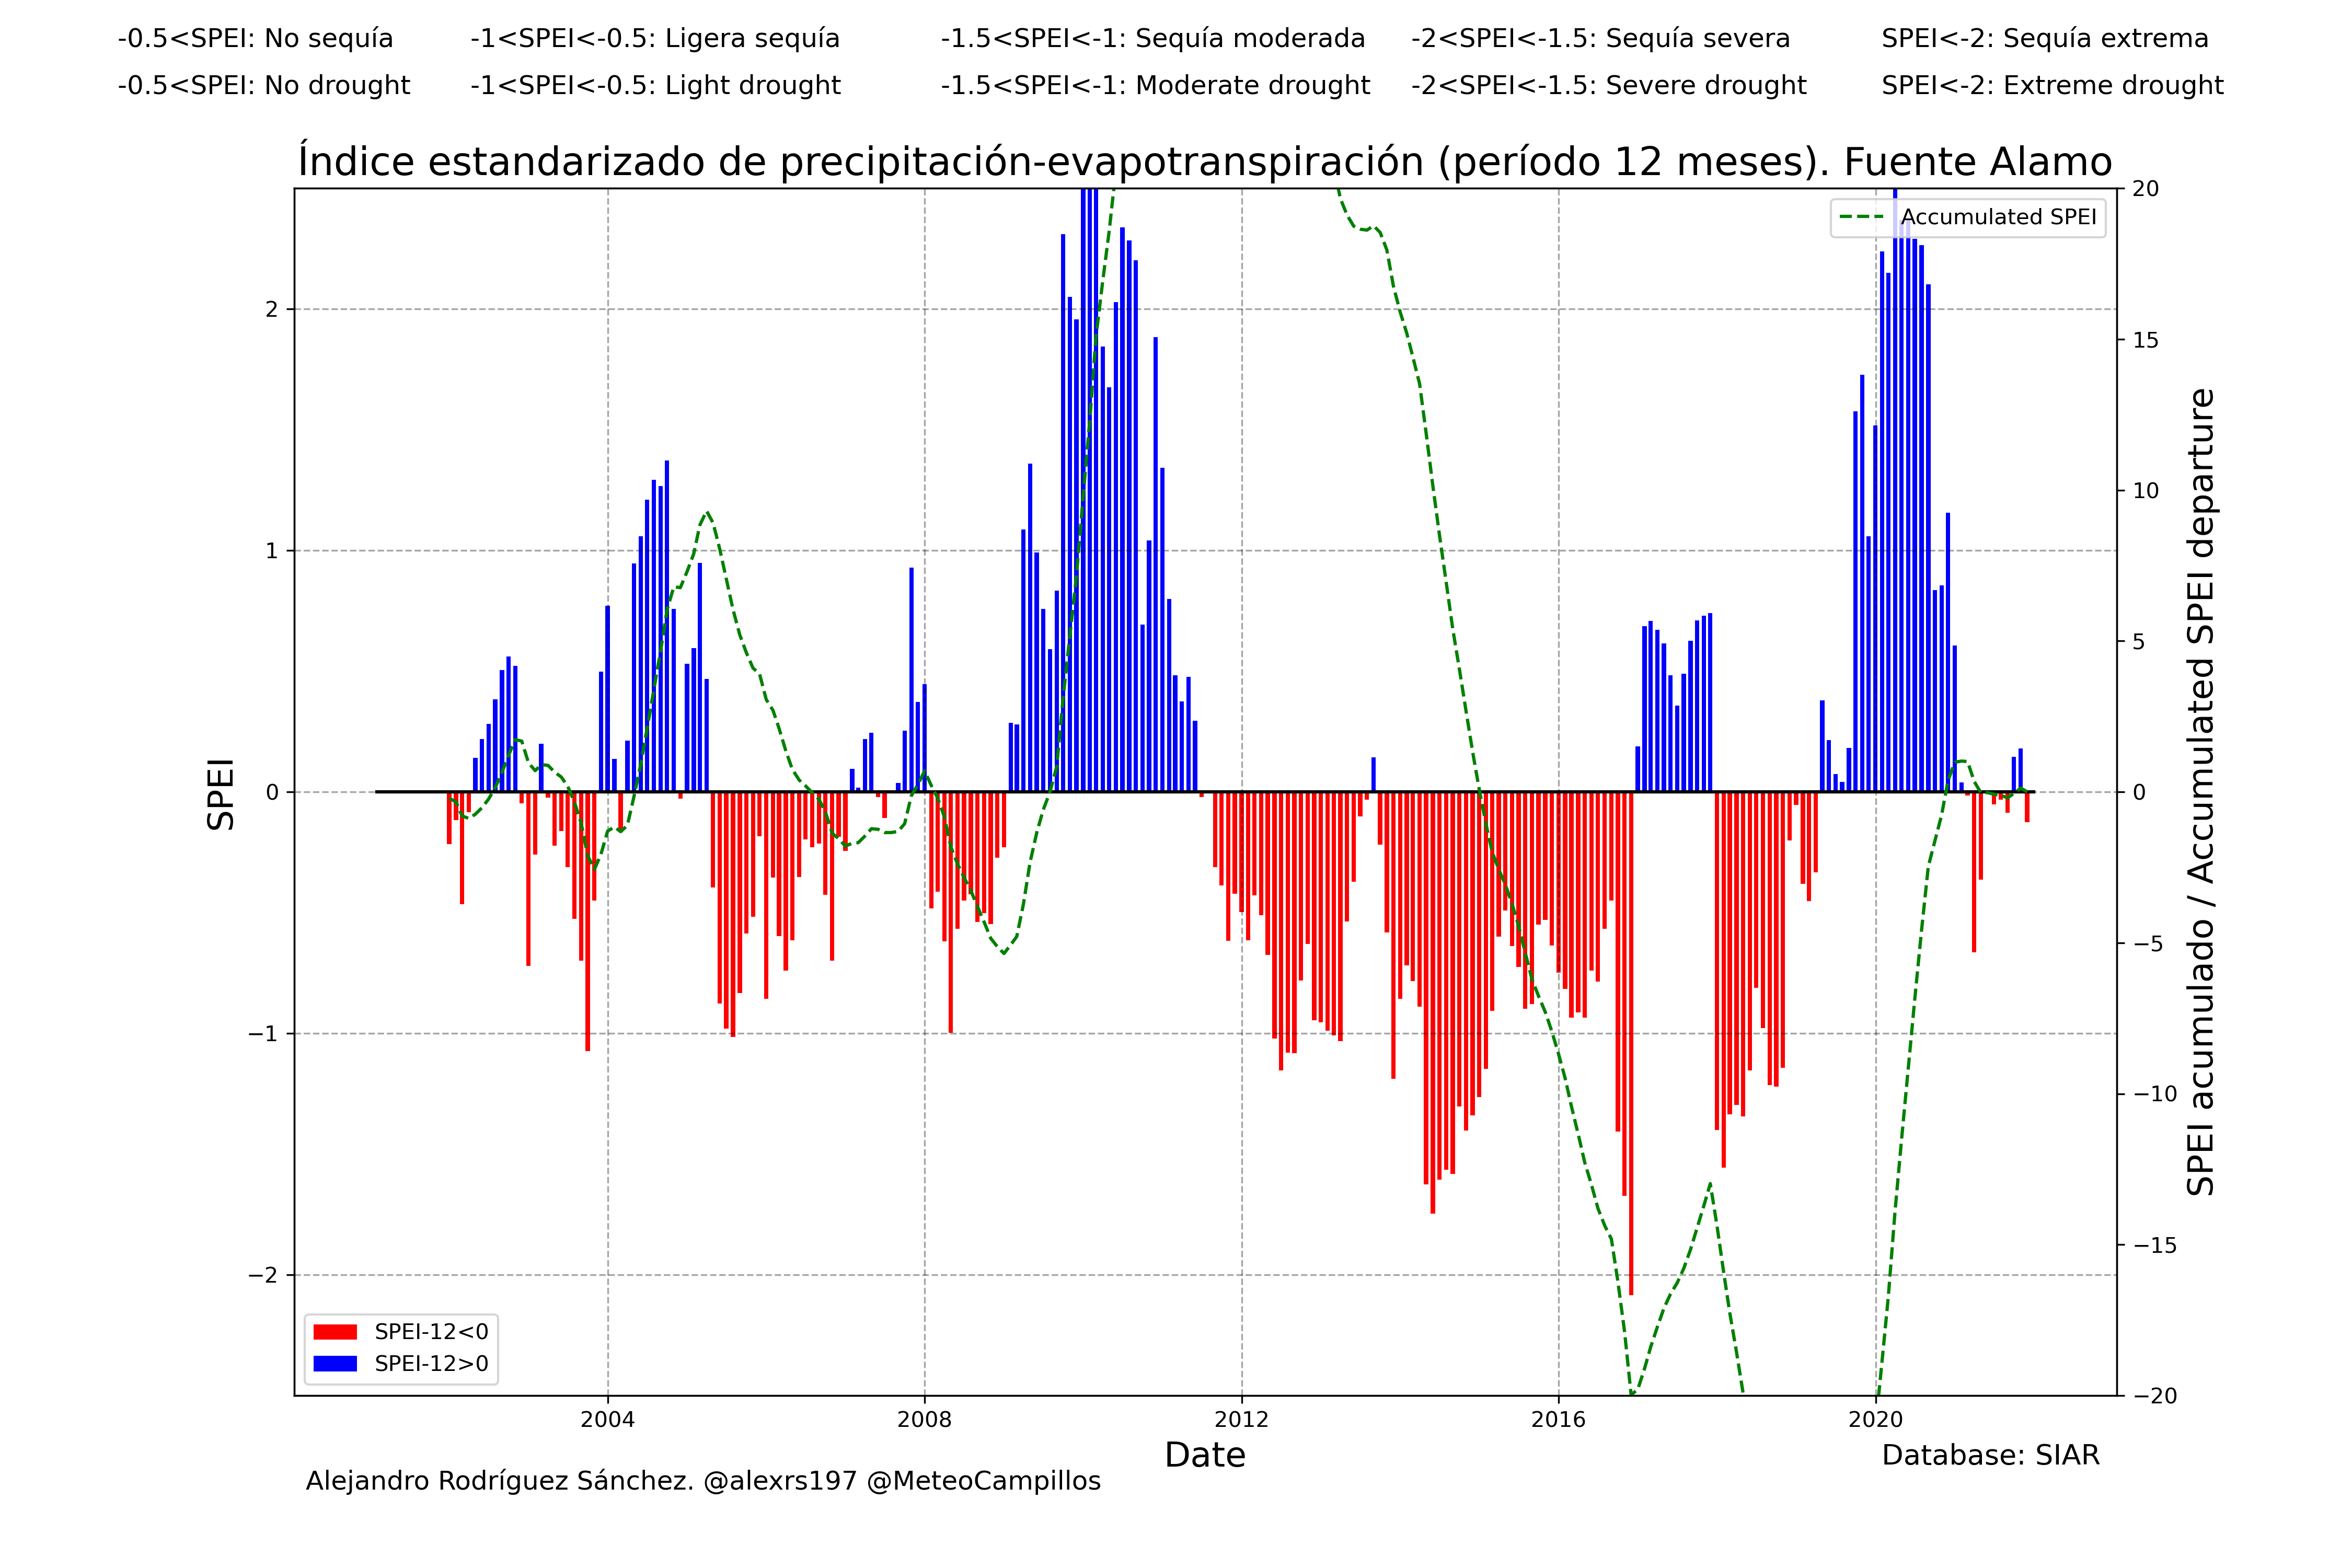 -0.5<SPEI: No sequía -1<SPEI<-0.5: Ligera sequía -1.5<SPEI<-1: Sequía moderada -2<SPEI<-1.5: Sequía severa SPEI<-2: Sequía extrema
-0.5<SPEI: No drought -1<SPEI<-0.5: Light drought -1.5<SPEI<-1: Moderate drought -2<SPEI<-1.5: Severe drought SPEI<-2: Extreme drought
Índice estandarizado de precipitación-evapotranspiración (período 12 meses). Fuente Alamo
Accumulated SPEI
SPEI
2
1
0
−1
−2
20
15
10
5
0
−5
−10
−15
−20
SPEI acumulado / Accumulated SPEI departure
SPEI-12<0
SPEI-12>0
2004 2008 2012 2016 2020
Date
Database: SIAR
Alejandro Rodríguez Sánchez. @alexrs197 @MeteoCampillos